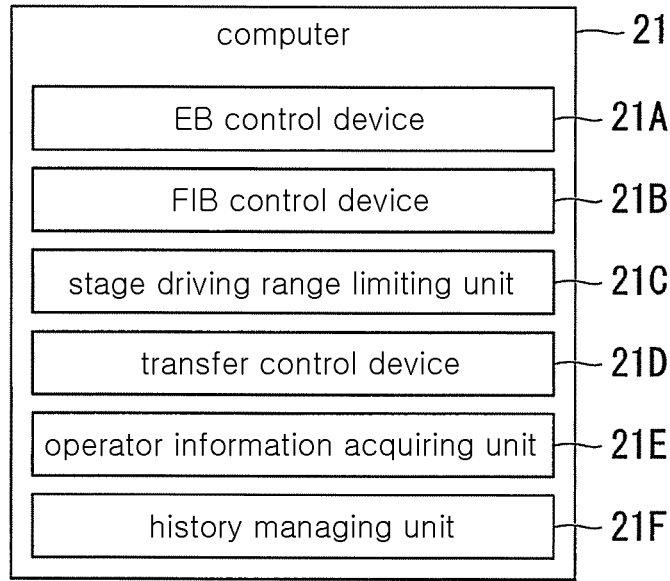 computer 21
EB control device 21A
FIB control device 21B
stage driving range limiting unit 21C
transfer control device 21D
operator information acquiring unit 21E
history managing unit 21F